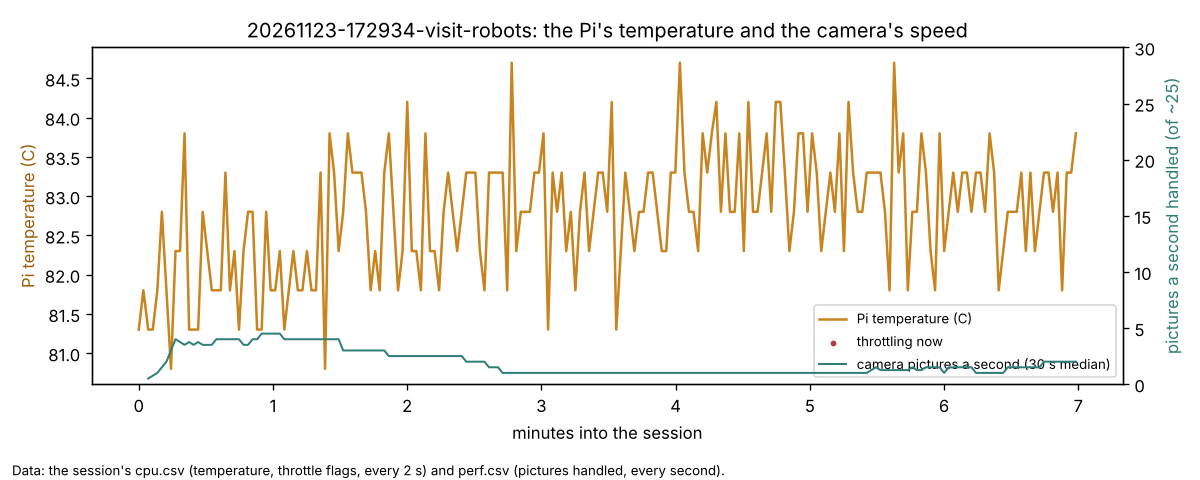 20261123-172934-visit-robots: the Pi's temperature and the camera's speed
Pi temperature (C)
84.5
84.0
83.5
83.0
82.5
82.0
81.5
81.0
30
25
20
15
10
5
0
pictures a second handled (of ~25)
Pi temperature (C)
throttling now
camera pictures a second (30 s median)
0 1 2 3 4 5 6 7
minutes into the session
Data: the session's cpu.csv (temperature, throttle flags, every 2 s) and perf.csv (pictures handled, every second).